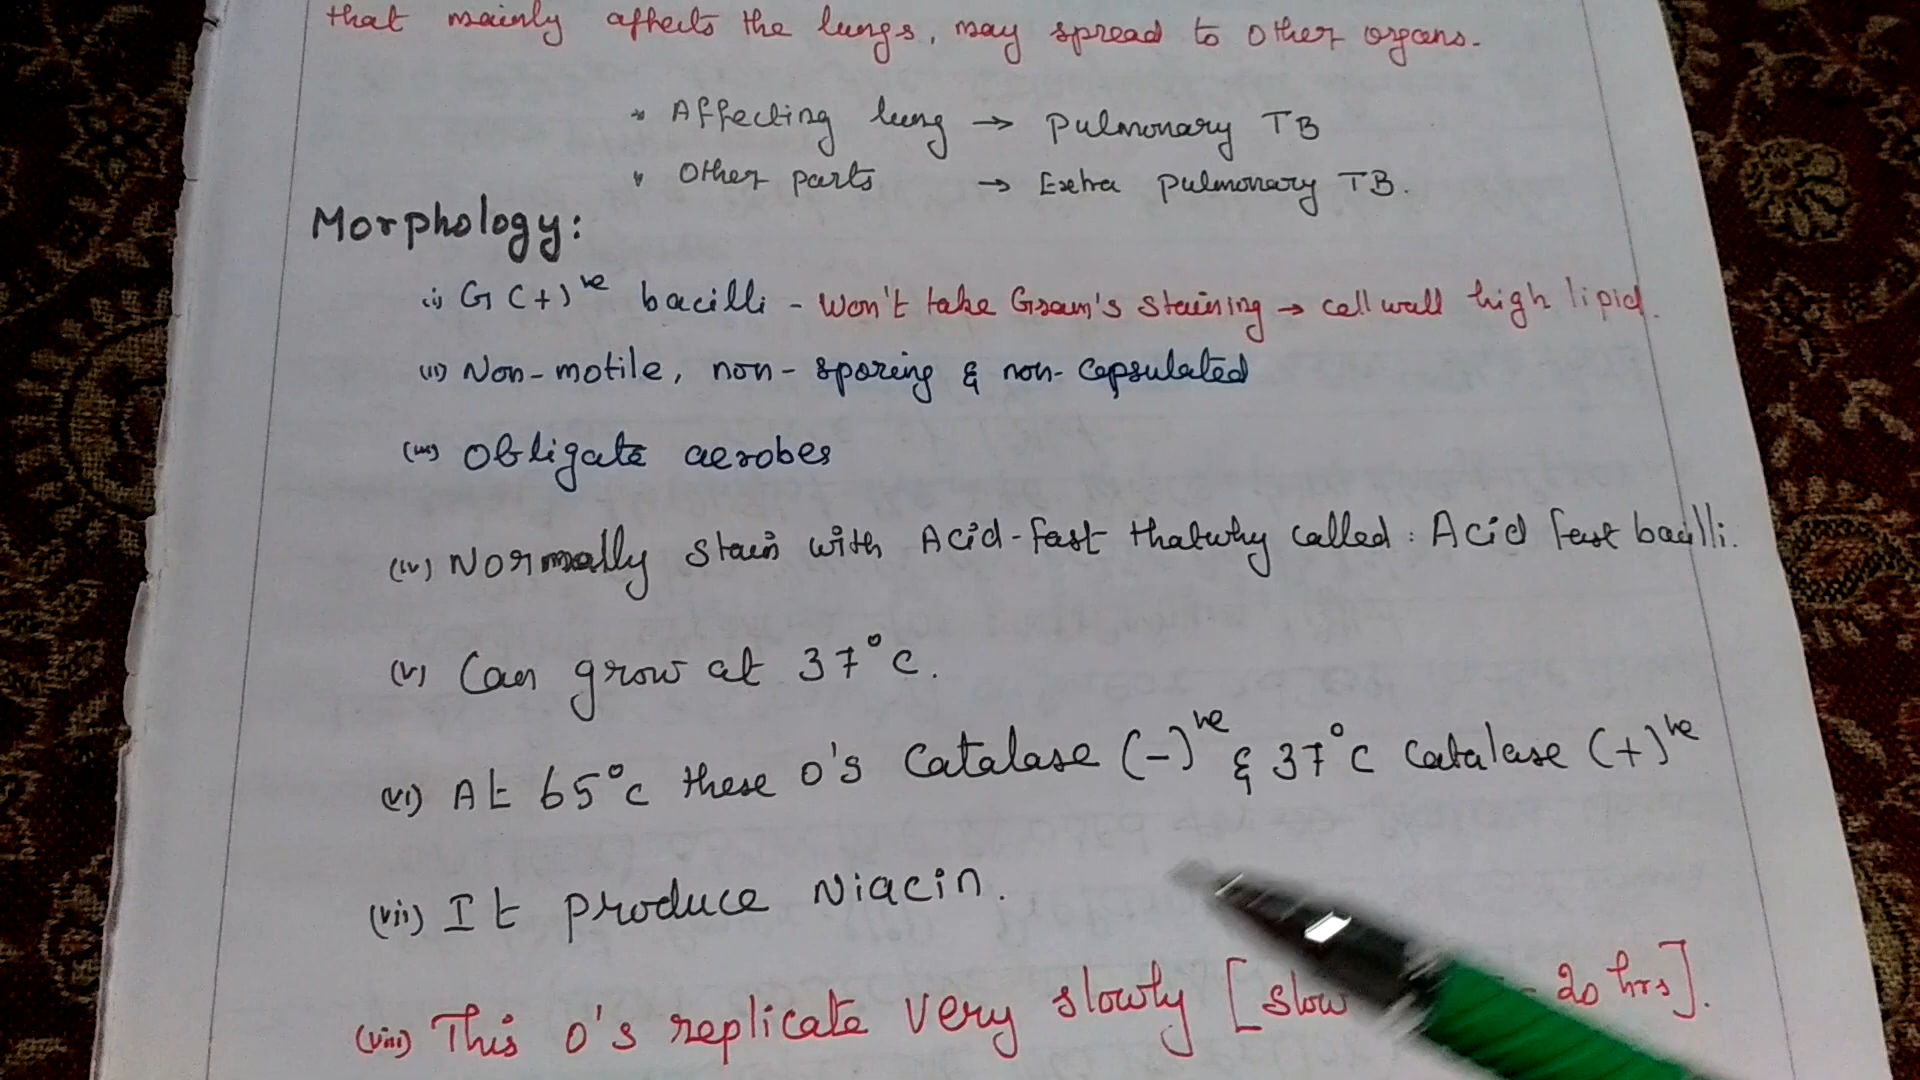 that mainly affects the lungs, may spread to other organs.
* Affecting lung → Pulmonary TB
* Other parts → Extra pulmonary TB.
Morphology:
(i) G(+)ve bacilli - Won't take Gram's Staining → cell wall high lipid.
(ii) Non-motile, non-sporing & non-capsulated
(iii) Obligate aerobes
(iv) Normally stain with Acid-fast thatwhy called: Acid fast bacilli.
(v) Can grow at 37°c.
(vi) At 65°c these O's Catalase (-)ve & 37°c Catalase (+)ve
(vii) It produce Niacin.
(viii) This O's replicate very slowly [slow - 20 hrs].